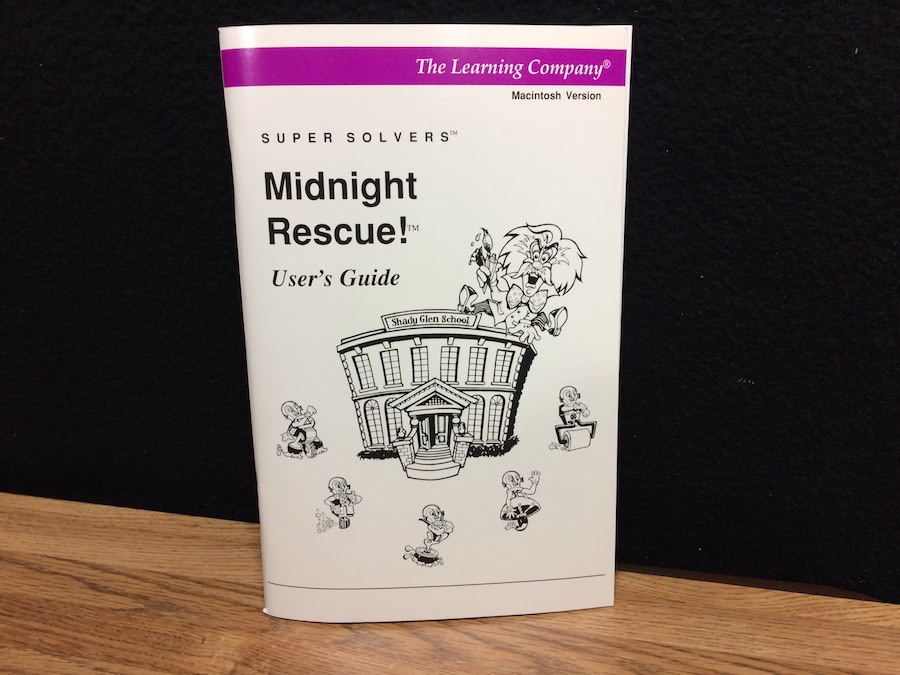 The Learning Company®
Macintosh Version
SUPER SOLVERS™
Midnight
Rescue!™
User's Guide
Shady Glen School